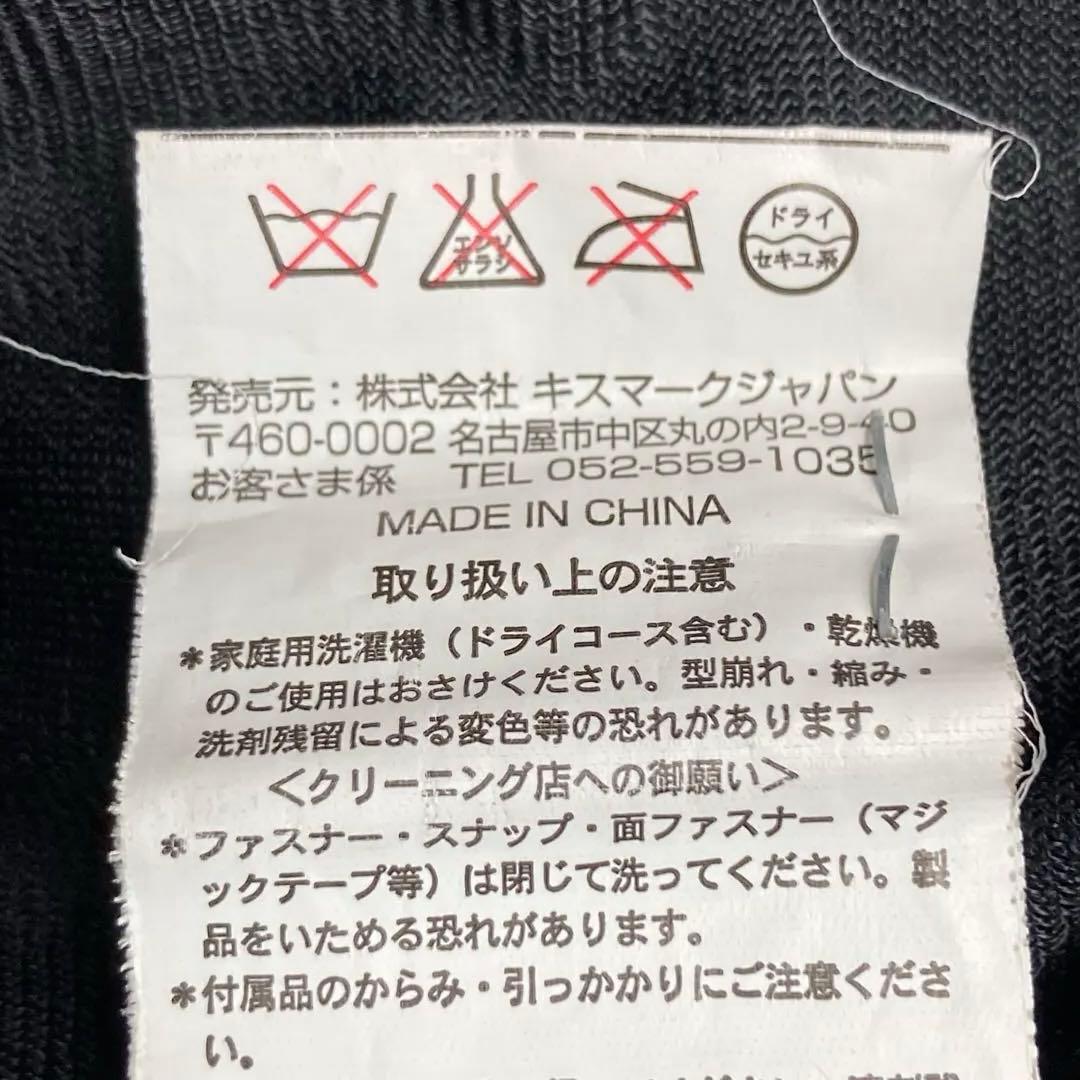 エンソ
サラシ
ドライ
セキユ系
発売元：株式会社 キスマークジャパン
〒460-0002 名古屋市中区丸の内2-9-40
お客さま係 TEL 052-559-1035
MADE IN CHINA
取り扱い上の注意
*家庭用洗濯機（ドライコース含む）・乾燥機
のご使用はおさけください。型崩れ・縮み・
洗剤残留による変色等の恐れがあります。
＜クリーニング店への御願い＞
*ファスナー・スナップ・面ファスナー（マジ
ックテープ等）は閉じて洗ってください。製
品をいためる恐れがあります。
*付属品のからみ・引っかかりにご注意くださ
い。